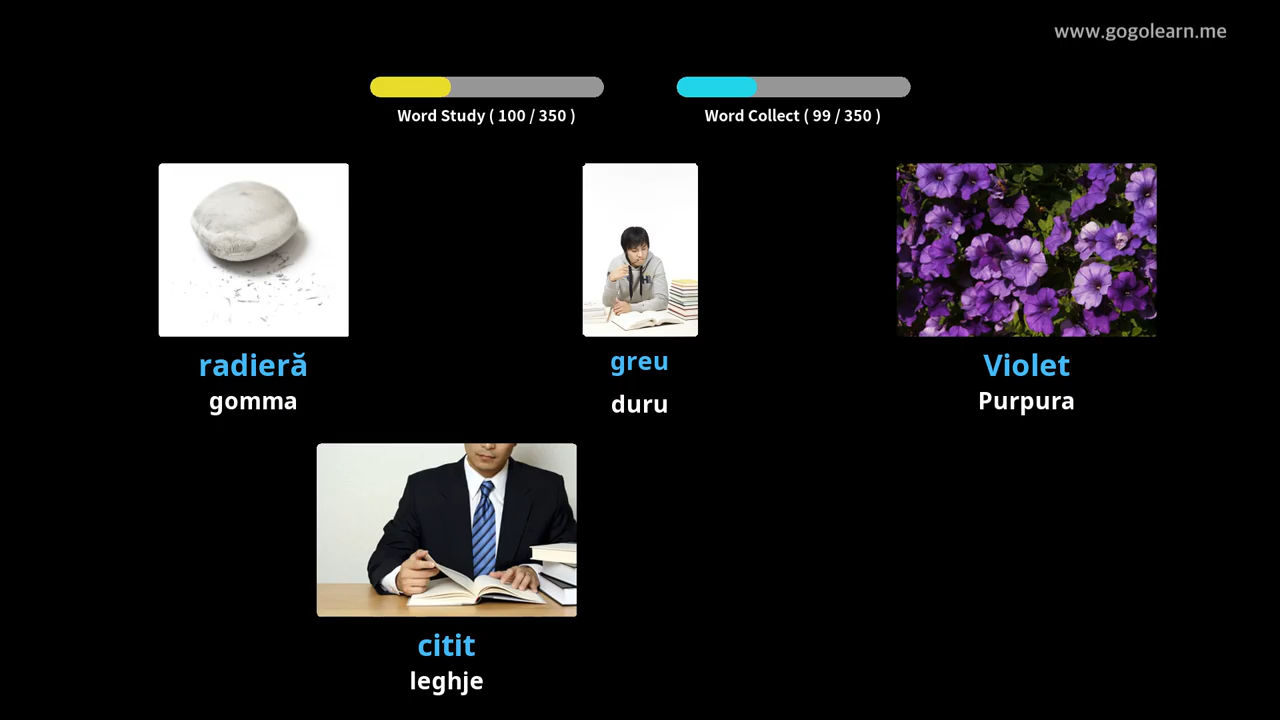 www.gogolearn.me
Word Study ( 100 / 350 )
Word Collect ( 99 / 350 )
radieră
gomma
greu
duru
Violet
Purpura
citit
leghje